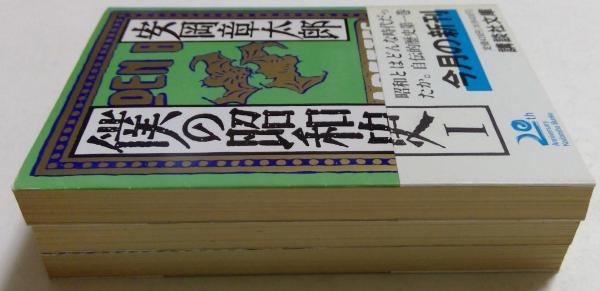 安岡章太郎
DEN B
僕の昭和史 I
昭和とはどんな時代だっ
たか。自伝的歴史第一巻
今月の新刊
講談社文庫
20th
Anniversary